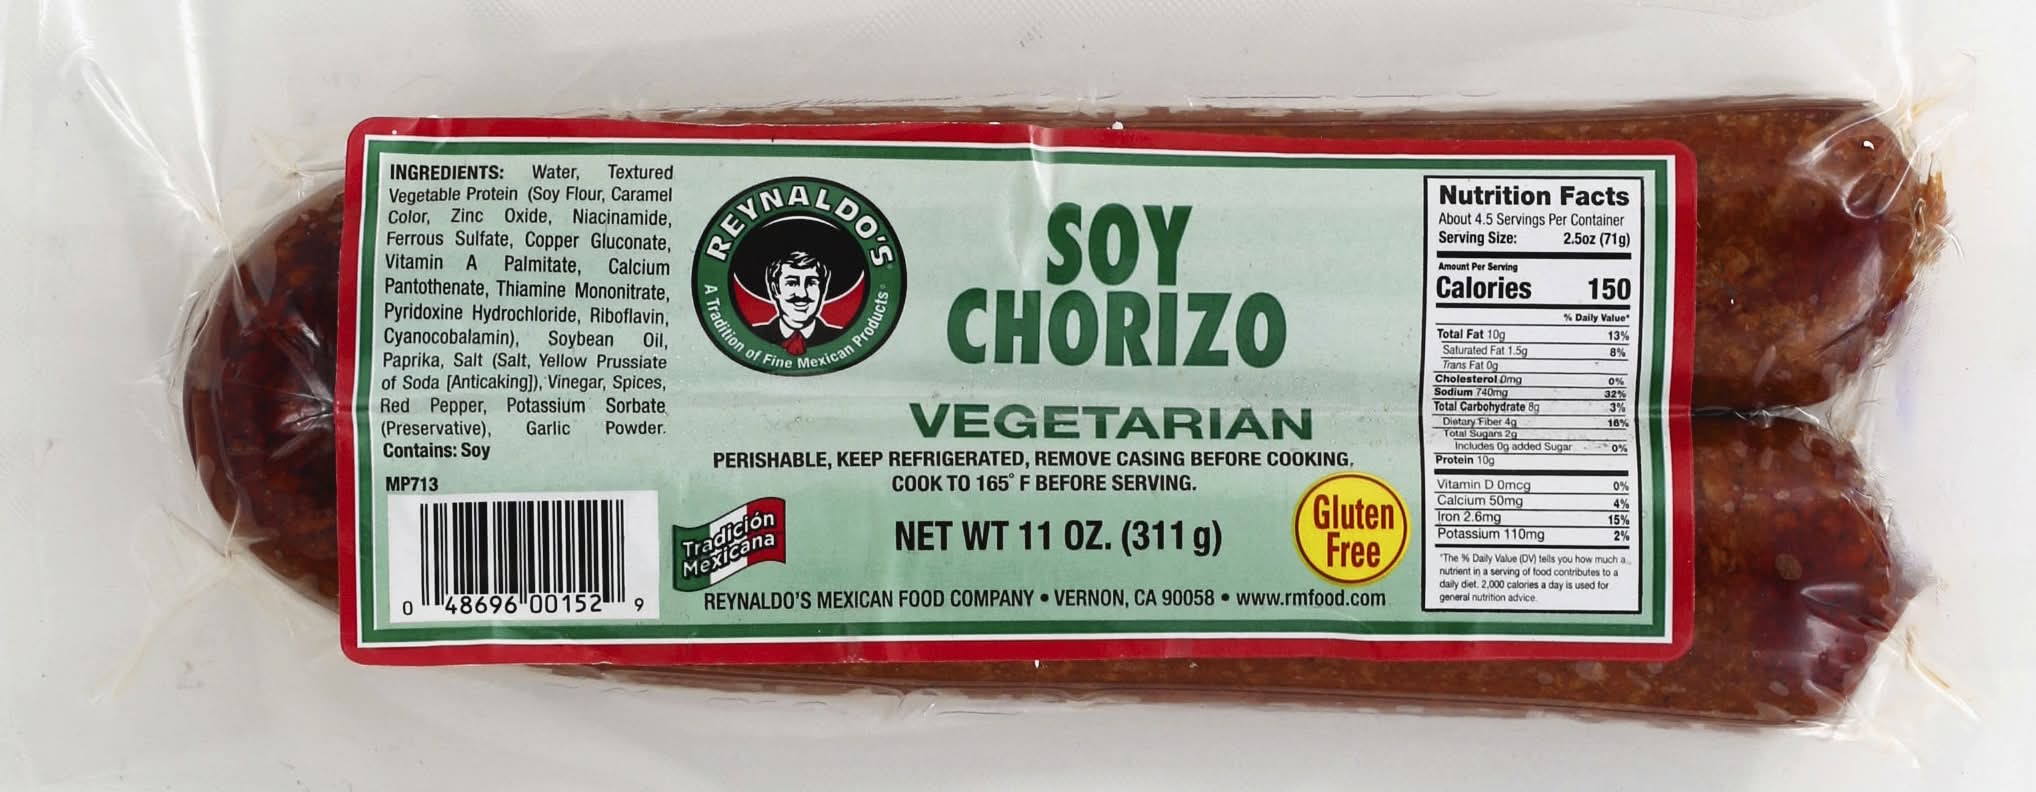 INGREDIENTS: Water, Textured
Vegetable Protein (Soy Flour, Caramel
Color, Zinc Oxide, Niacinamide,
Ferrous Sulfate, Copper Gluconate,
Vitamin A Palmitate, Calcium
Pantothenate, Thiamine Mononitrate,
Pyridoxine Hydrochloride, Riboflavin,
Cyanocobalamin), Soybean Oil,
Paprika, Salt (Salt, Yellow Prussiate
of Soda [Anticaking]), Vinegar, Spices,
Red Pepper, Potassium Sorbate
(Preservative), Garlic Powder.
Contains: Soy
MP713
0 48696 00152 9
REYNALDO'S
A Tradition of Fine Mexican Products
SOY
CHORIZO
VEGETARIAN
PERISHABLE, KEEP REFRIGERATED, REMOVE CASING BEFORE COOKING,
COOK TO 165° F BEFORE SERVING.
Tradición
Mexicana
NET WT 11 OZ. (311 g)
Gluten
Free
REYNALDO'S MEXICAN FOOD COMPANY • VERNON, CA 90058 • www.rmfood.com
Nutrition Facts
About 4.5 Servings Per Container
Serving Size: 2.5oz (71g)
Amount Per Serving
Calories 150
% Daily Value*
Total Fat 10g 13%
Saturated Fat 1.5g 8%
Trans Fat 0g
Cholesterol 0mg 0%
Sodium 740mg 32%
Total Carbohydrate 8g 3%
Dietary Fiber 4g 16%
Total Sugars 2g
Includes 0g added Sugar 0%
Protein 10g
Vitamin D 0mcg 0%
Calcium 50mg 4%
Iron 2.6mg 15%
Potassium 110mg 2%
*The % Daily Value (DV) tells you how much a
nutrient in a serving of food contributes to a
daily diet. 2,000 calories a day is used for
general nutrition advice.